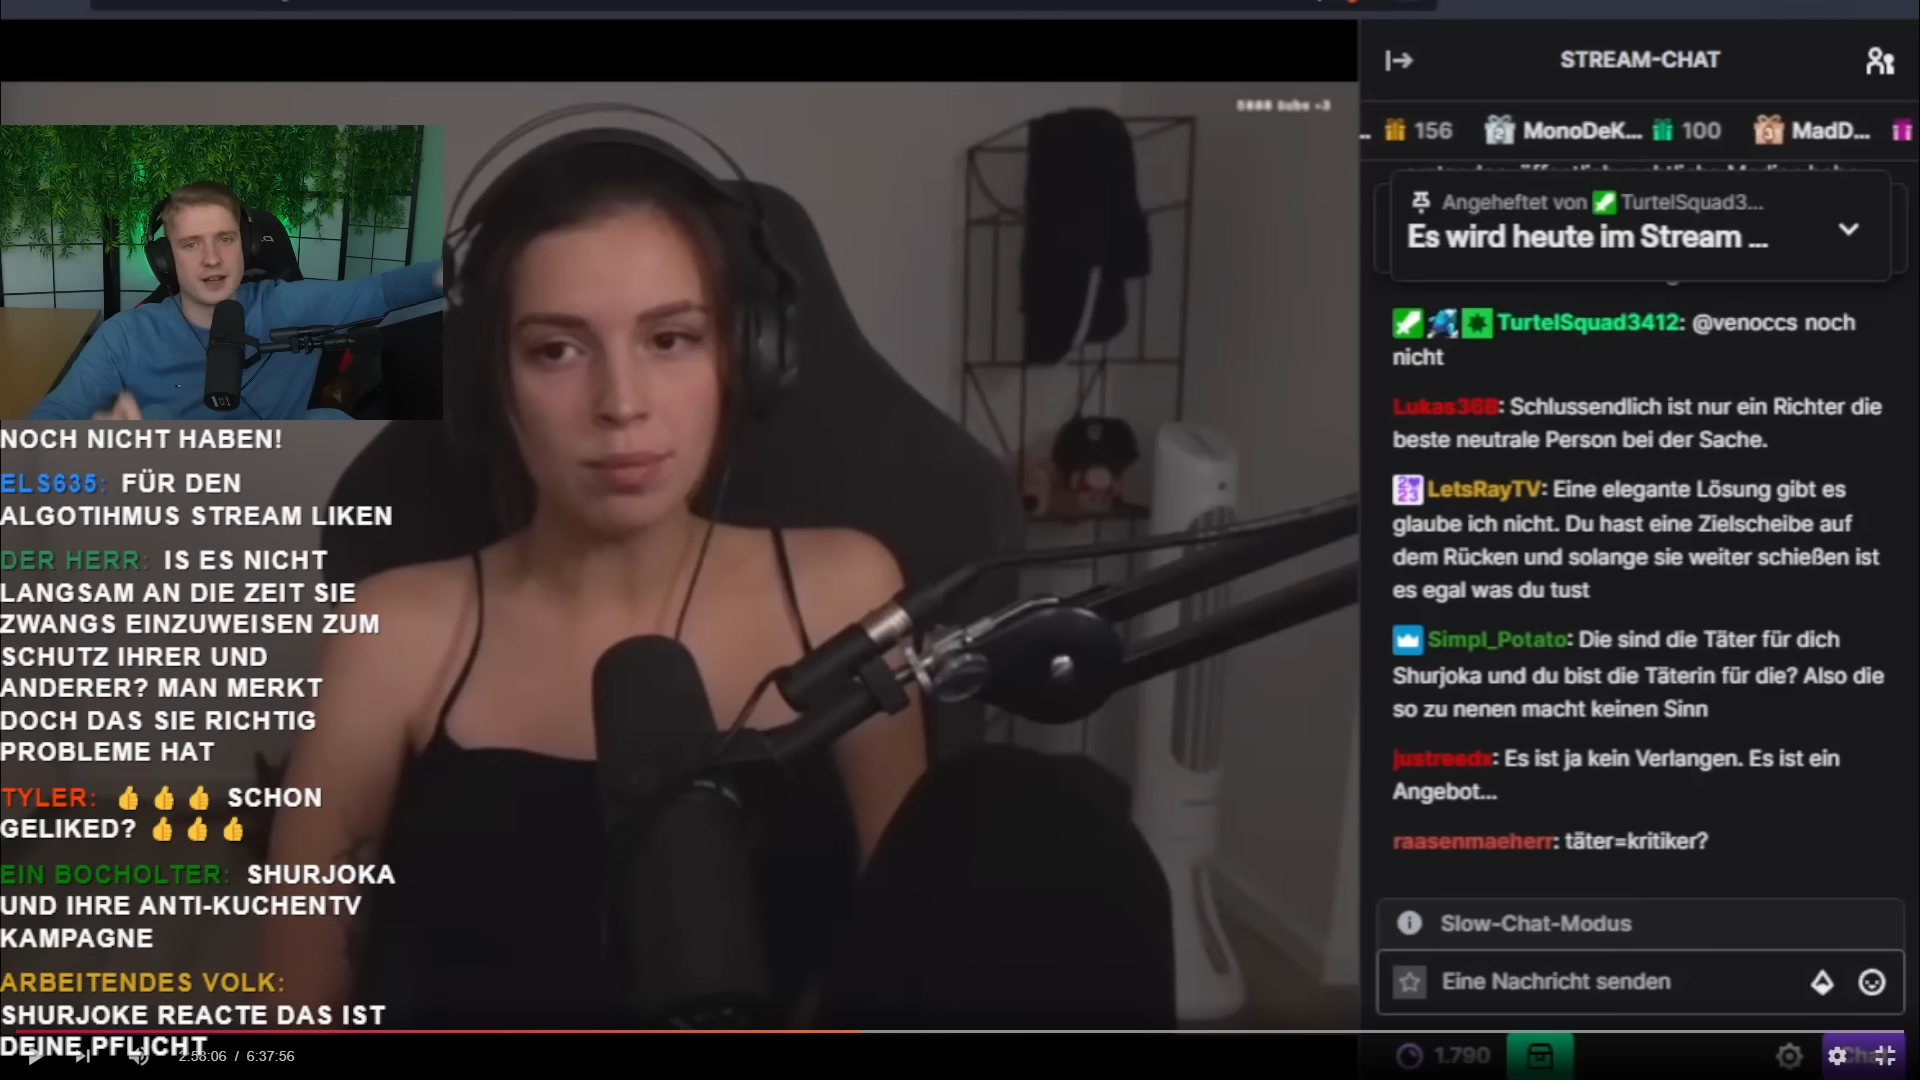 5888 Subs +3
NOCH NICHT HABEN!
ELS635: FÜR DEN
ALGOTIHMUS STREAM LIKEN
DER HERR: IS ES NICHT
LANGSAM AN DIE ZEIT SIE
ZWANGS EINZUWEISEN ZUM
SCHUTZ IHRER UND
ANDERER? MAN MERKT
DOCH DAS SIE RICHTIG
PROBLEME HAT
TYLER: 👍 👍 👍 SCHON
GELIKED? 👍 👍 👍
EIN BOCHOLTER: SHURJOKA
UND IHRE ANTI-KUCHENTV
KAMPAGNE
ARBEITENDES VOLK:
SHURJOKE REACTE DAS IST
DEINE PFLICHT
2:58:06 / 6:37:56
STREAM-CHAT
156
MonoDeK... 100
MadD...
Angeheftet von TurtelSquad3...
Es wird heute im Stream ...
TurtelSquad3412: @venoccs noch
nicht
Lukas36B: Schlussendlich ist nur ein Richter die
beste neutrale Person bei der Sache.
LetsRayTV: Eine elegante Lösung gibt es
glaube ich nicht. Du hast eine Zielscheibe auf
dem Rücken und solange sie weiter schießen ist
es egal was du tust
Simpl_Potato: Die sind die Täter für dich
Shurjoka und du bist die Täterin für die? Also die
so zu nenen macht keinen Sinn
justreedx: Es ist ja kein Verlangen. Es ist ein
Angebot...
raasenmaeherr: täter=kritiker?
Slow-Chat-Modus
Eine Nachricht senden
1.790